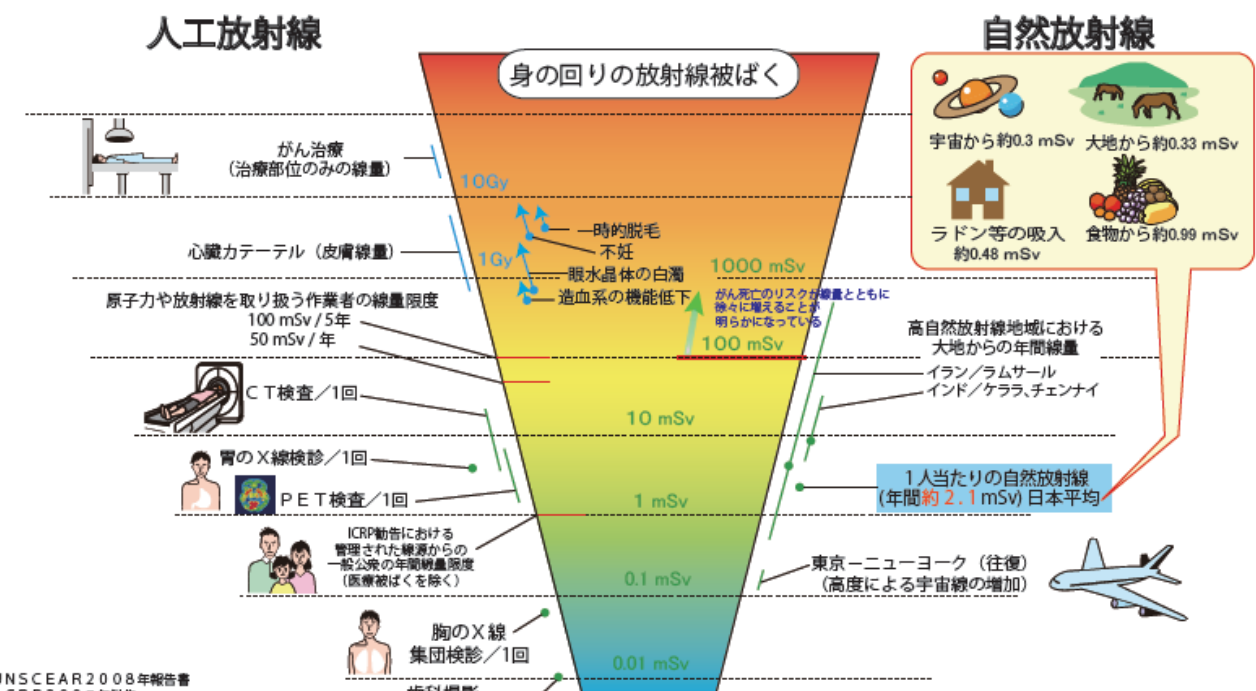 人工放射線
自然放射線
身の回りの放射線被ばく
宇宙から約0.3 mSv
大地から約0.33 mSv
ラドン等の吸入
約0.48 mSv
食物から約0.99 mSv
がん治療
(治療部位のみの線量)
10Gy
心臓カテーテル（皮膚線量）
1Gy
一時的脱毛
不妊
眼水晶体の白濁
造血系の機能低下
1000 mSv
がん死亡のリスクが線量とともに
徐々に増えることが
明らかになっている
原子力や放射線を取り扱う作業者の線量限度
100 mSv / 5年
50 mSv / 年
100 mSv
高自然放射線地域における
大地からの年間線量
イラン／ラムサール
インド／ケララ、チェンナイ
ＣＴ検査／1回
10 mSv
胃のＸ線検診／1回
ＰＥＴ検査／1回
1 mSv
1人当たりの自然放射線
(年間約２.１mSv) 日本平均
ICRP勧告における
管理された線源からの
一般公衆の年間線量限度
（医療被ばくを除く）
0.1 mSv
東京－ニューヨーク（往復）
(高度による宇宙線の増加)
胸のＸ線
集団検診／1回
0.01 mSv
UNSCEAR２００８年報告書